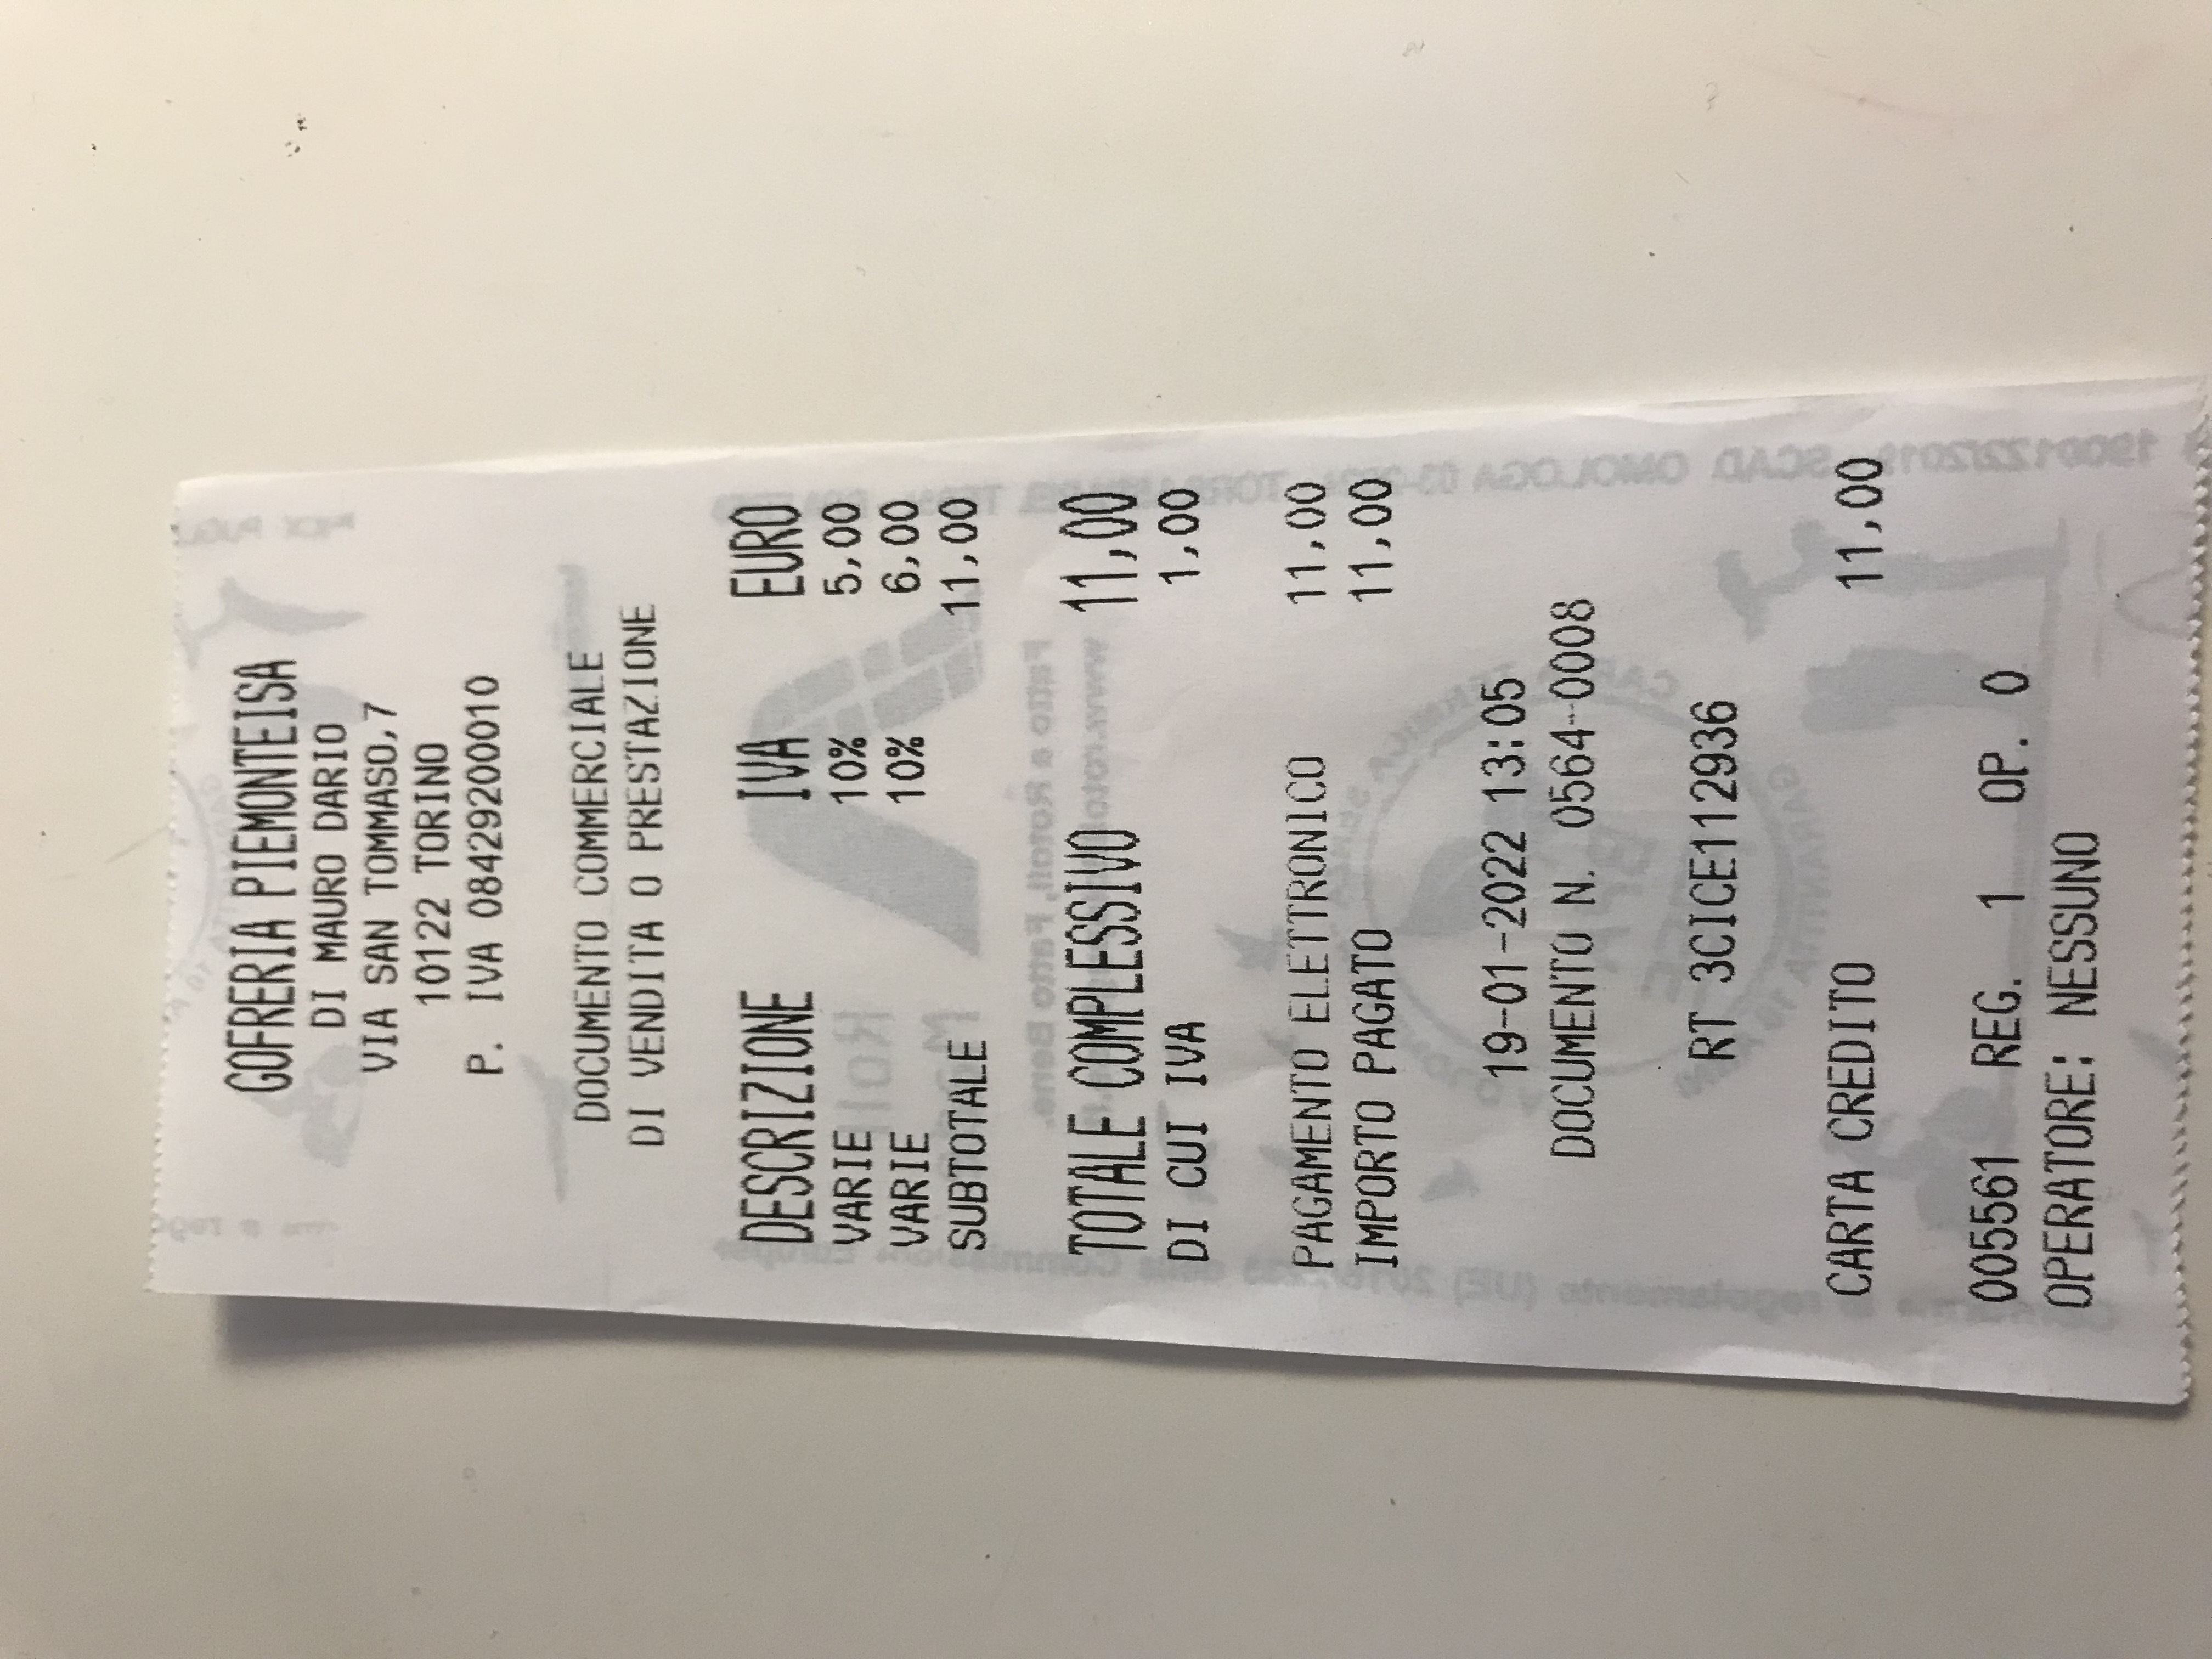 GOFRERIA PIEMONTEISA
DI MAURO DARIO
VIA SAN TOMMASO,7
10122 TORINO
P. IVA 08429200010
DOCUMENTO COMMERCIALE
DI VENDITA O PRESTAZIONE
DESCRIZIONE IVA EURO
VARIE 10% 5,00
VARIE 10% 6,00
SUBTOTALE 11,00
TOTALE COMPLESSIVO 11,00
DI CUI IVA 1,00
PAGAMENTO ELETTRONICO 11,00
IMPORTO PAGATO 11,00
19-01-2022 13:05
DOCUMENTO N. 0564-0008
RT 3CICE112936
CARTA CREDITO 11,00
005561 REG. 1 OP. 0
OPERATORE: NESSUNO